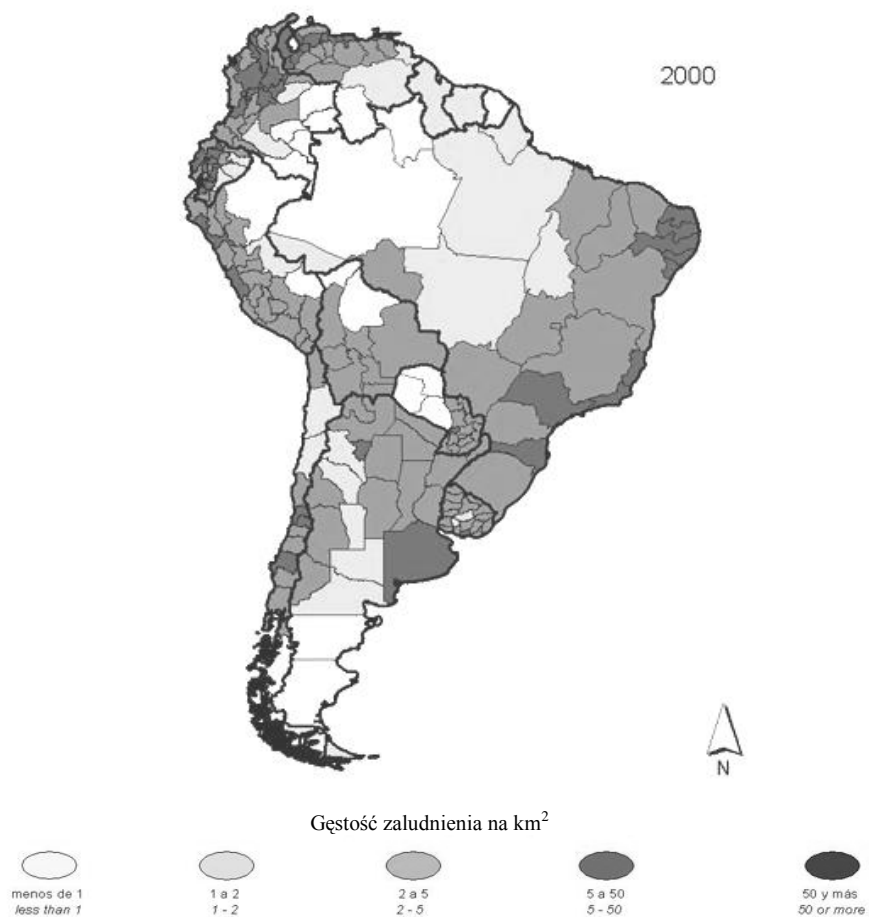 2000
N
Gęstość zaludnienia na km²
menos de 1 1 a 2 2 a 5 5 a 50 50 y más
less than 1 1 - 2 2 - 5 5 - 50 50 or more